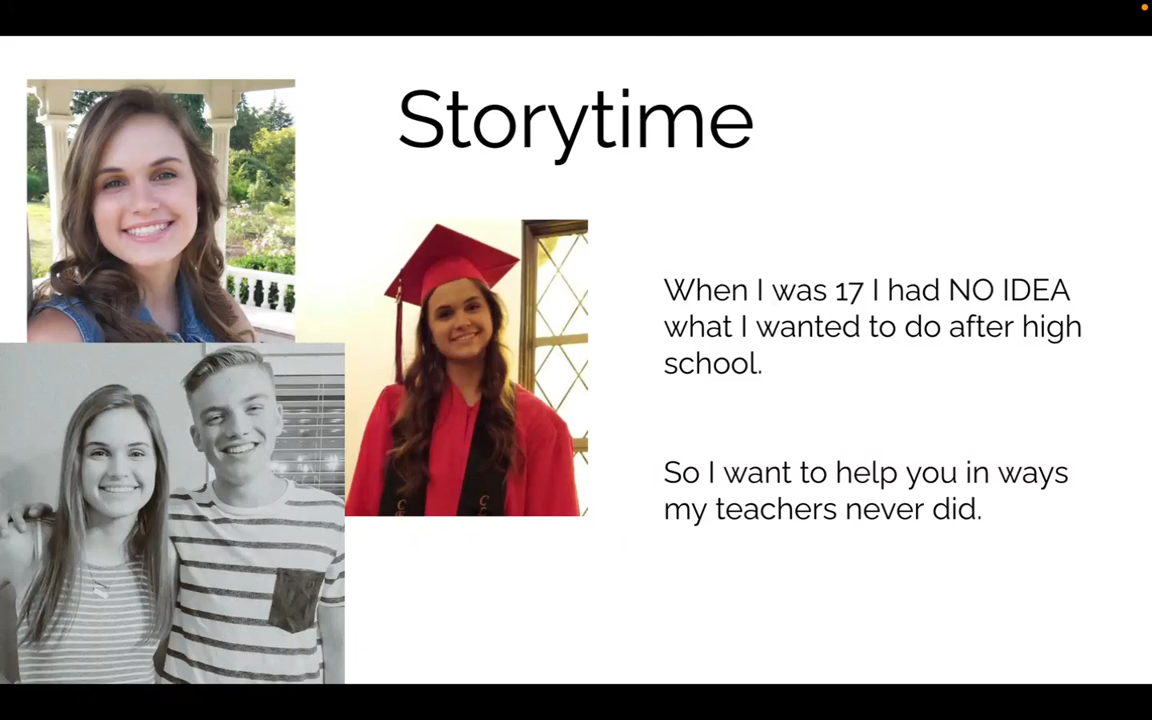 Storytime
When I was 17 I had NO IDEA
what I wanted to do after high
school.
So I want to help you in ways
my teachers never did.